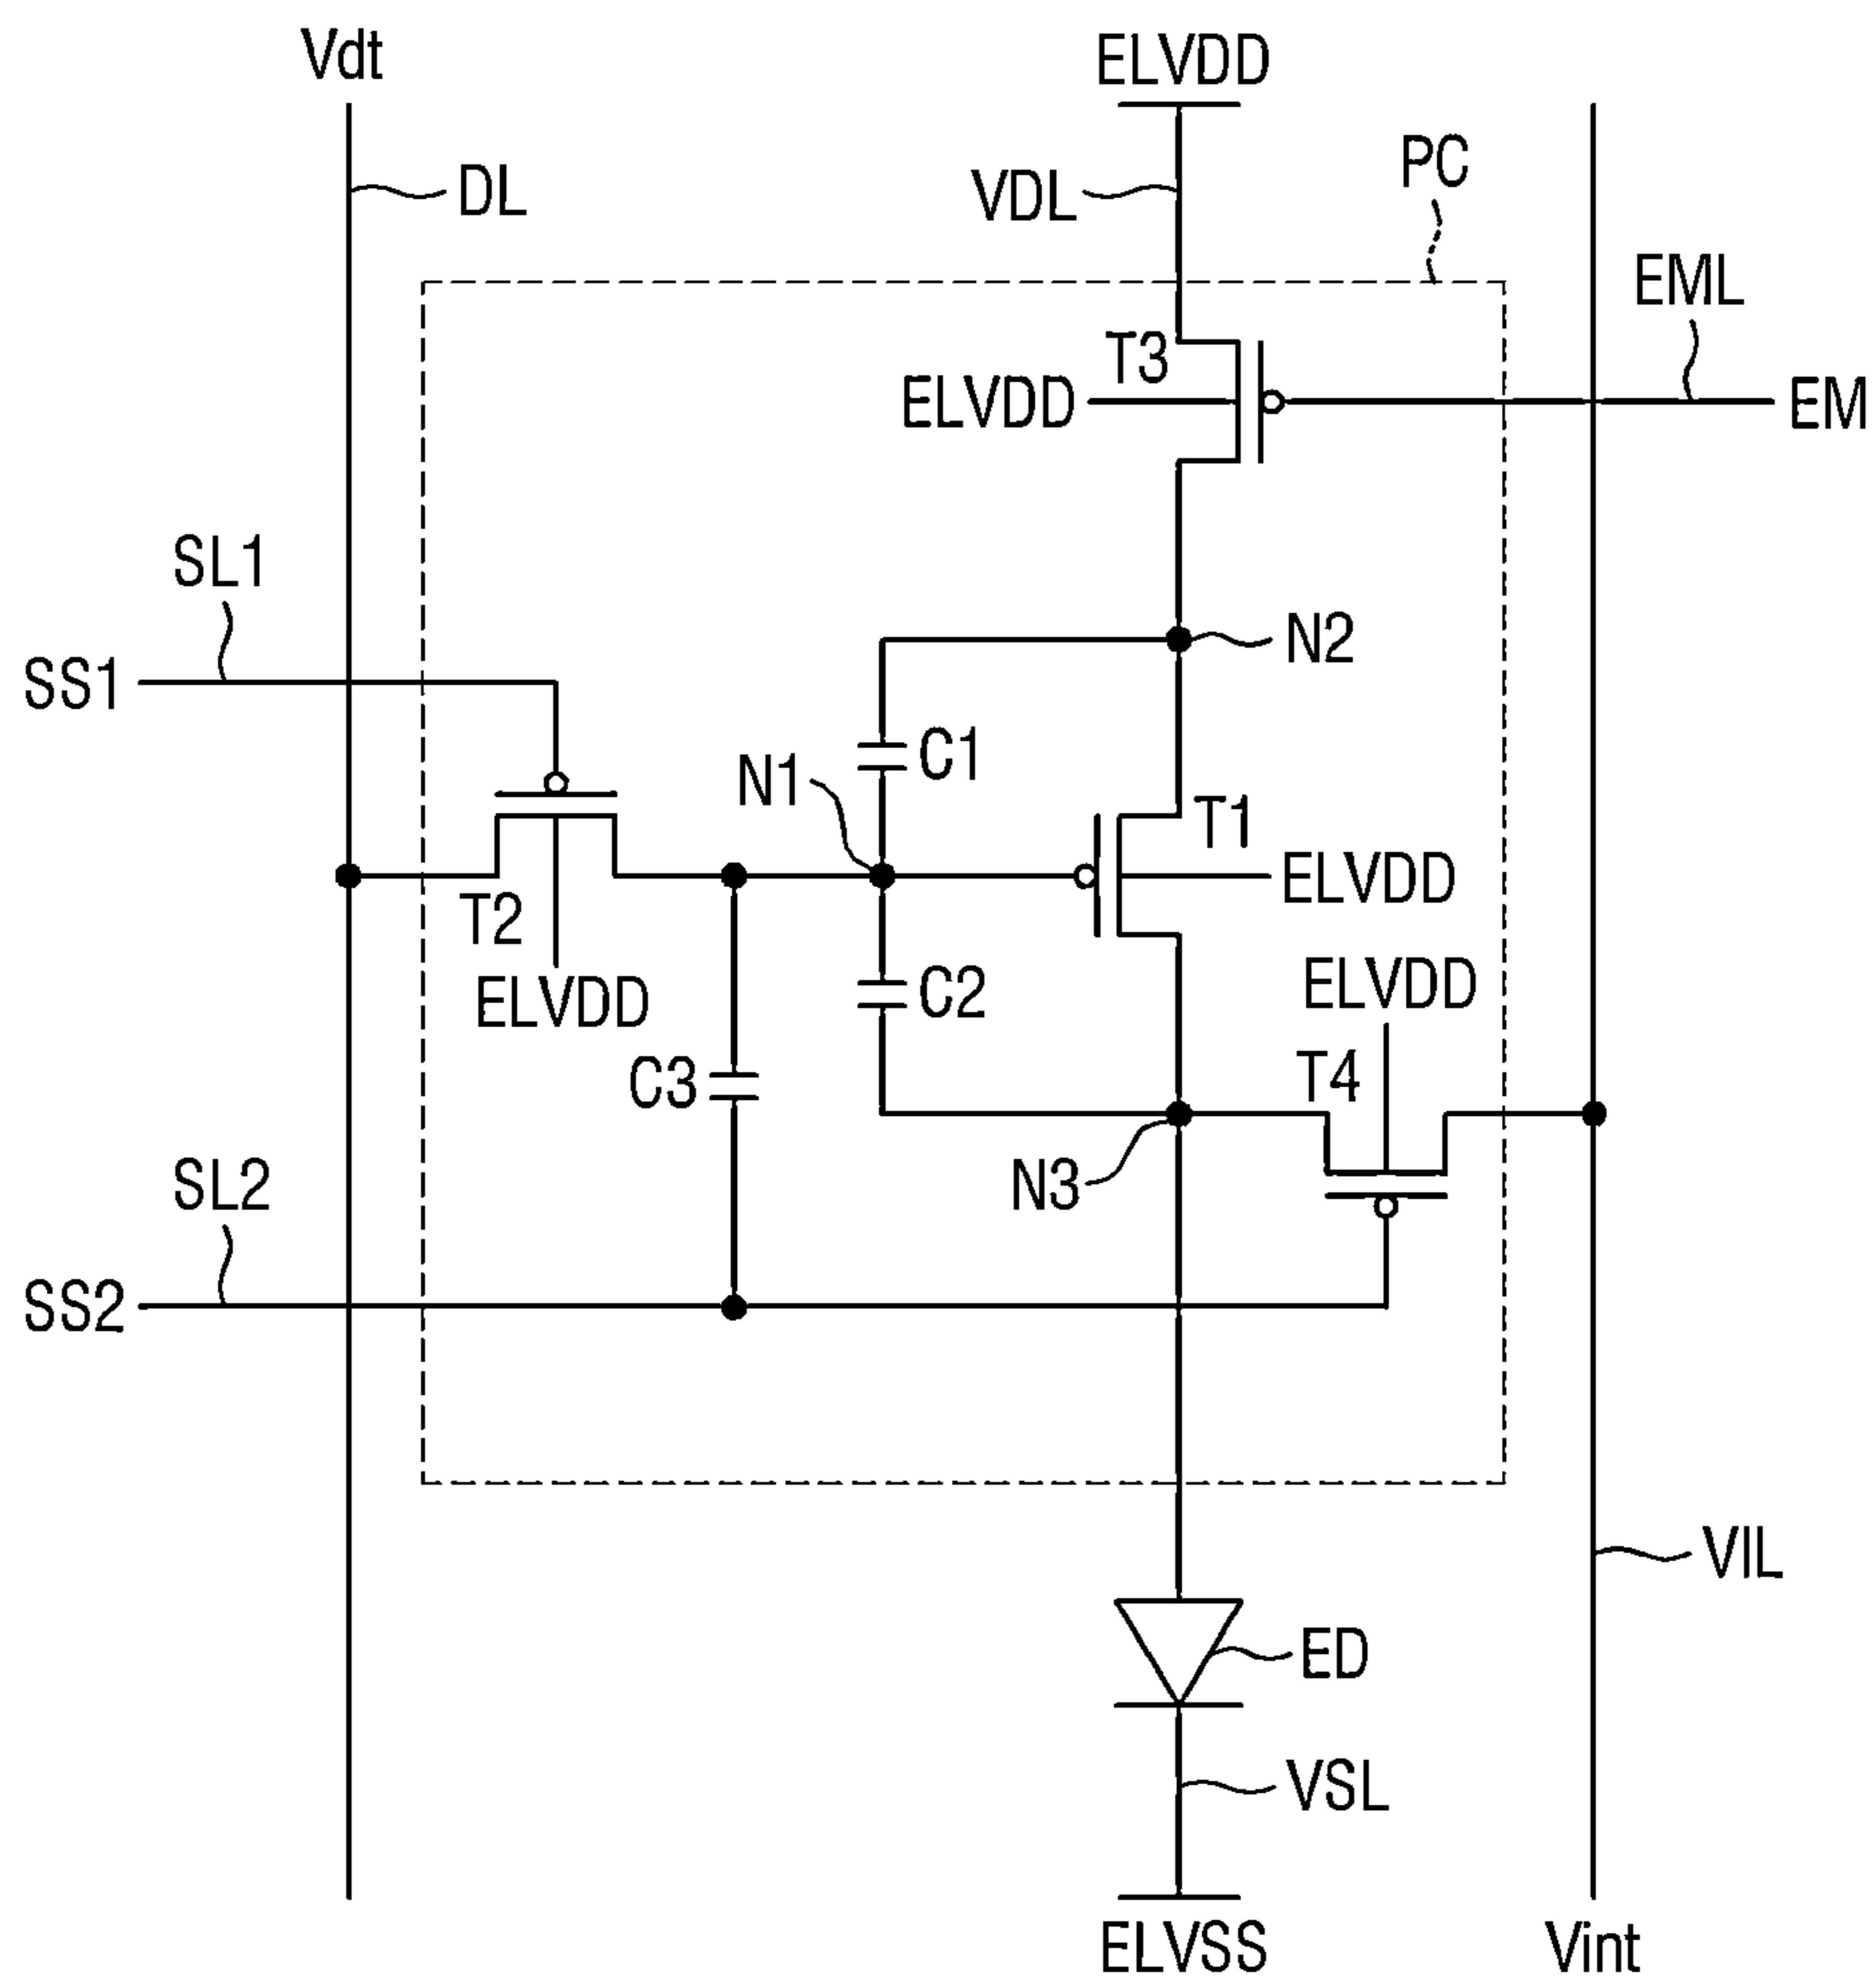 Vdt
ELVDD
DL
VDL
PC
EML
T3
ELVDD
EM
SL1
SS1
N2
N1
C1
T1
ELVDD
T2
ELVDD
C2
ELVDD
C3
T4
SL2
N3
SS2
VIL
ED
VSL
ELVSS
Vint